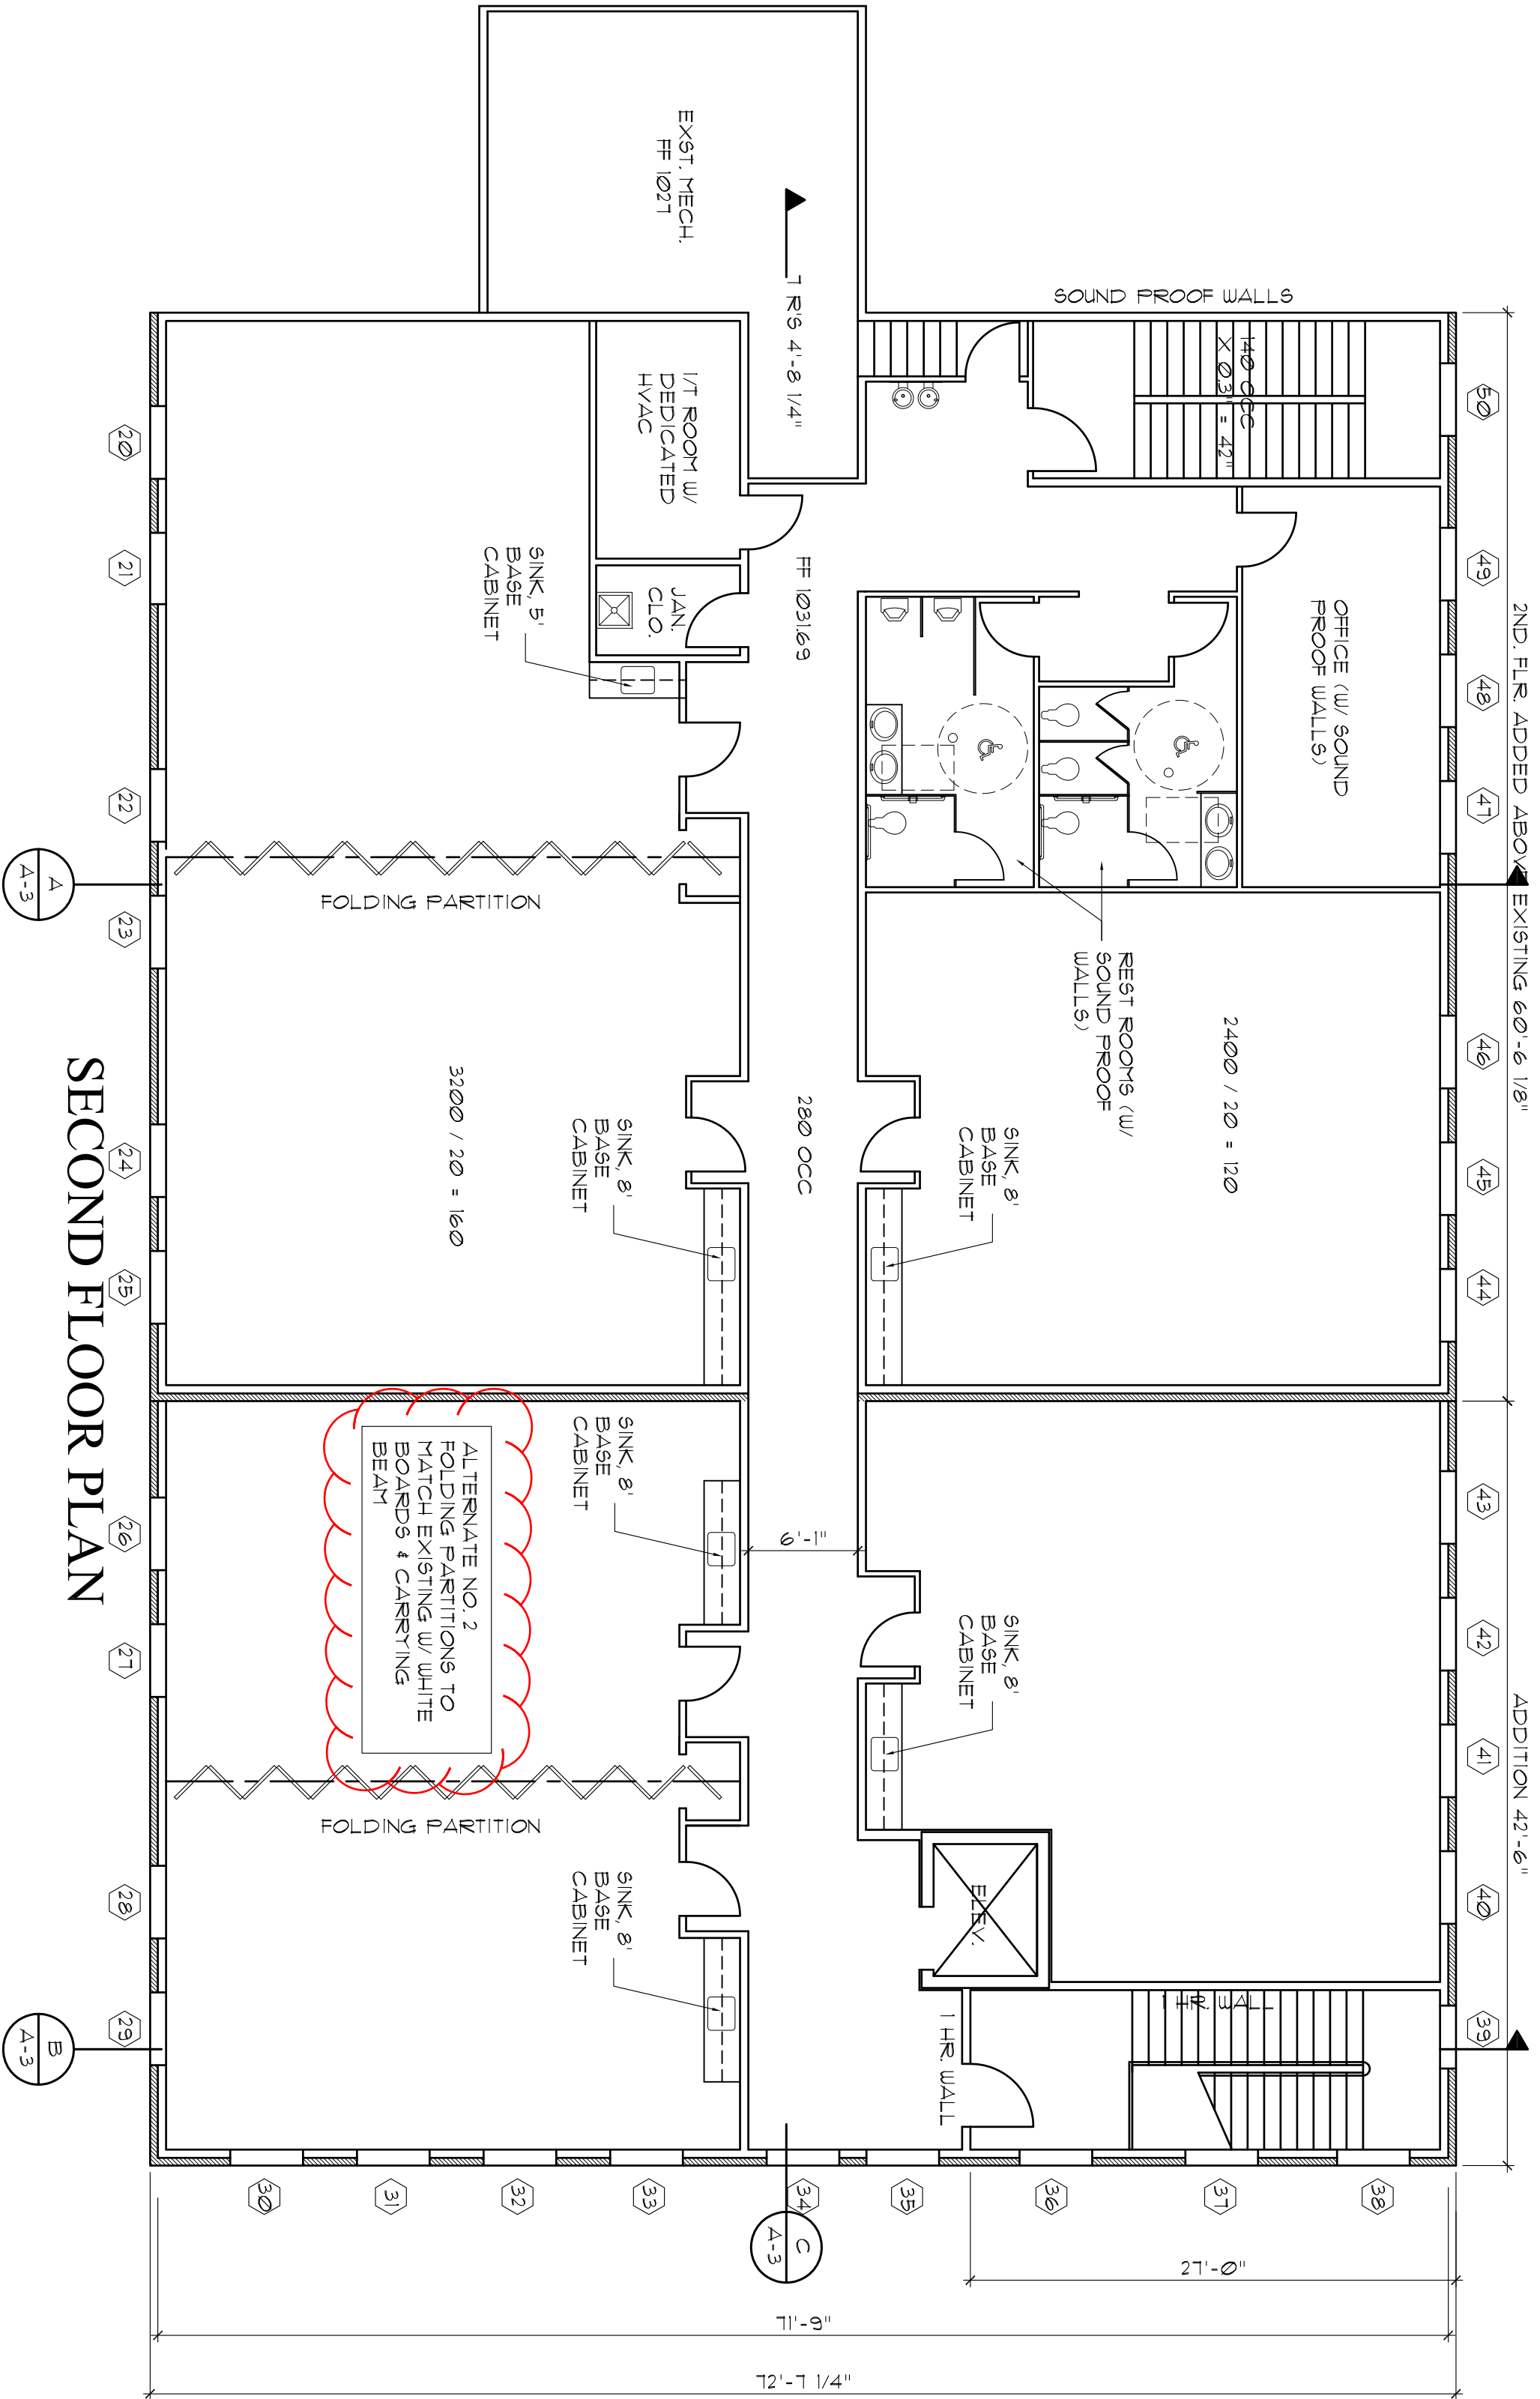 2ND. FLR. ADDED ABOVE EXISTING 60'-6 1/8"
ADDITION 42'-6"
50
49
48
47
46
45
44
43
42
41
40
39
SOUND PROOF WALLS
140 OCC
X 0.3" = 42"
OFFICE (W/ SOUND
PROOF WALLS)
2400 / 20 = 120
REST ROOMS (W/
SOUND PROOF
WALLS)
SINK, 8'
BASE
CABINET
SINK, 8'
BASE
CABINET
ELEV.
1 HR. WALL
1 HR. WALL
EXST. MECH.
FF 1027
7 R'S 4'-8 1/4"
FF 1031.69
280 OCC
6'-1"
I/T ROOM W/
DEDICATED
HVAC
JAN.
CLO.
SINK, 5'
BASE
CABINET
SINK, 8'
BASE
CABINET
SINK, 8'
BASE
CABINET
SINK, 8'
BASE
CABINET
FOLDING PARTITION
3200 / 20 = 160
ALTERNATE NO. 2
FOLDING PARTITIONS TO
MATCH EXISTING W/ WHITE
BOARDS & CARRYING
BEAM
FOLDING PARTITION
20
21
22
23
24
25
26
27
28
29
A
A-3
B
A-3
C
A-3
30
31
32
33
34
35
36
37
38
27'-0"
71'-9"
72'-7 1/4"
SECOND FLOOR PLAN